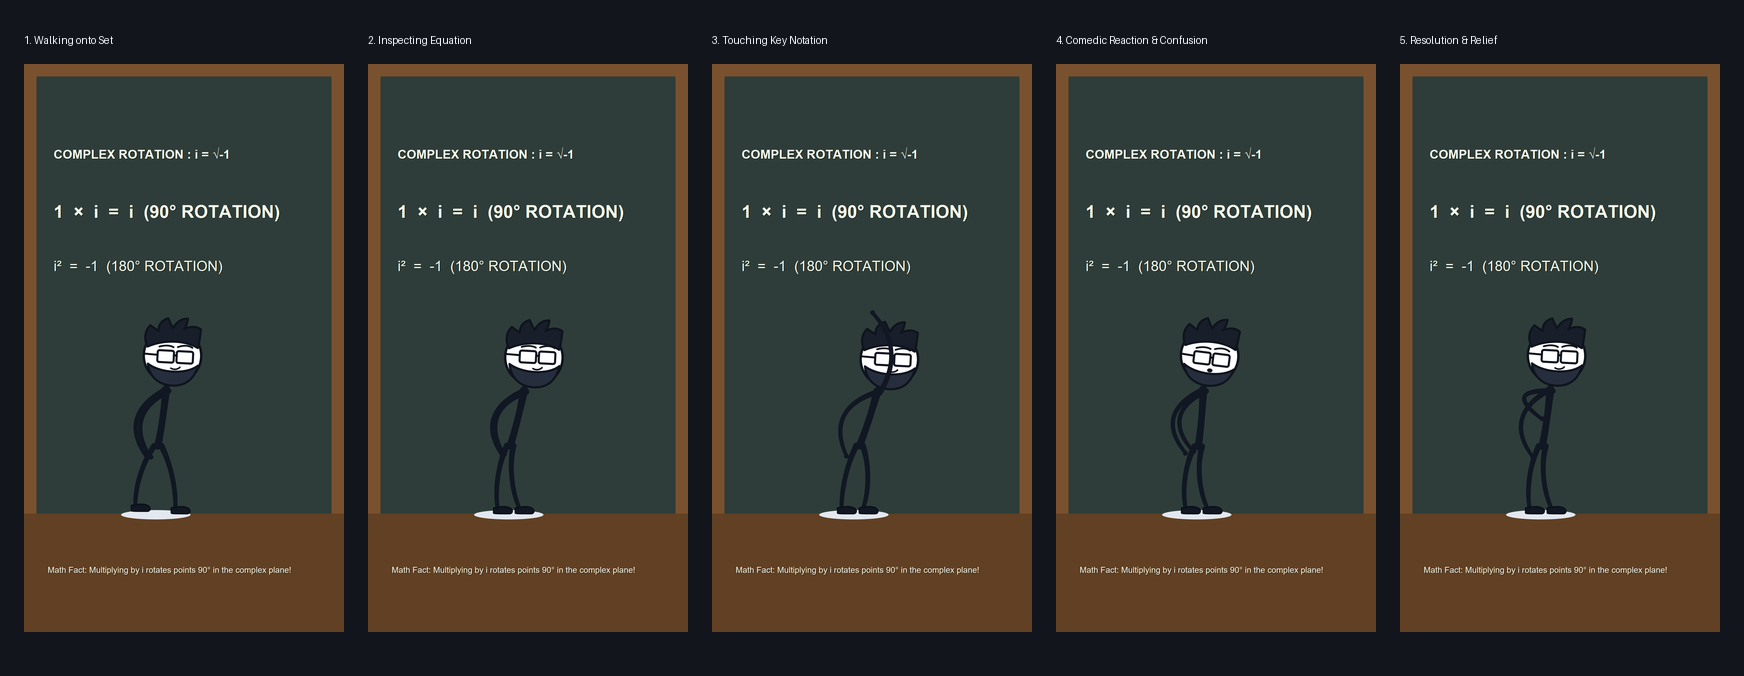 1. Walking onto Set
COMPLEX ROTATION : i = √-1
1 × i = i (90° ROTATION)
i² = -1 (180° ROTATION)
Math Fact: Multiplying by i rotates points 90° in the complex plane!
2. Inspecting Equation
COMPLEX ROTATION : i = √-1
1 × i = i (90° ROTATION)
i² = -1 (180° ROTATION)
Math Fact: Multiplying by i rotates points 90° in the complex plane!
3. Touching Key Notation
COMPLEX ROTATION : i = √-1
1 × i = i (90° ROTATION)
i² = -1 (180° ROTATION)
Math Fact: Multiplying by i rotates points 90° in the complex plane!
4. Comedic Reaction & Confusion
COMPLEX ROTATION : i = √-1
1 × i = i (90° ROTATION)
i² = -1 (180° ROTATION)
Math Fact: Multiplying by i rotates points 90° in the complex plane!
5. Resolution & Relief
COMPLEX ROTATION : i = √-1
1 × i = i (90° ROTATION)
i² = -1 (180° ROTATION)
Math Fact: Multiplying by i rotates points 90° in the complex plane!